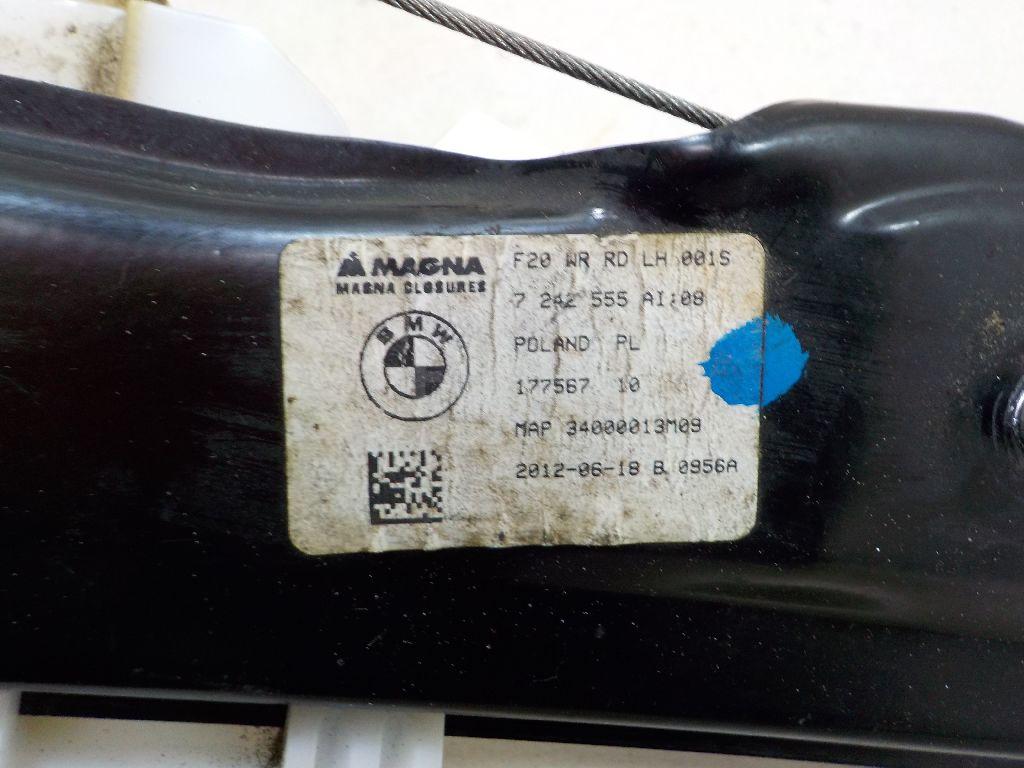 MAGNA
MAGNA CLOSURES
BMW
F20 WR RD LH 001S
7 242 555 AI:08
POLAND PL
177567 10
MAP 34000013M09
2012-06-18 B 0956A